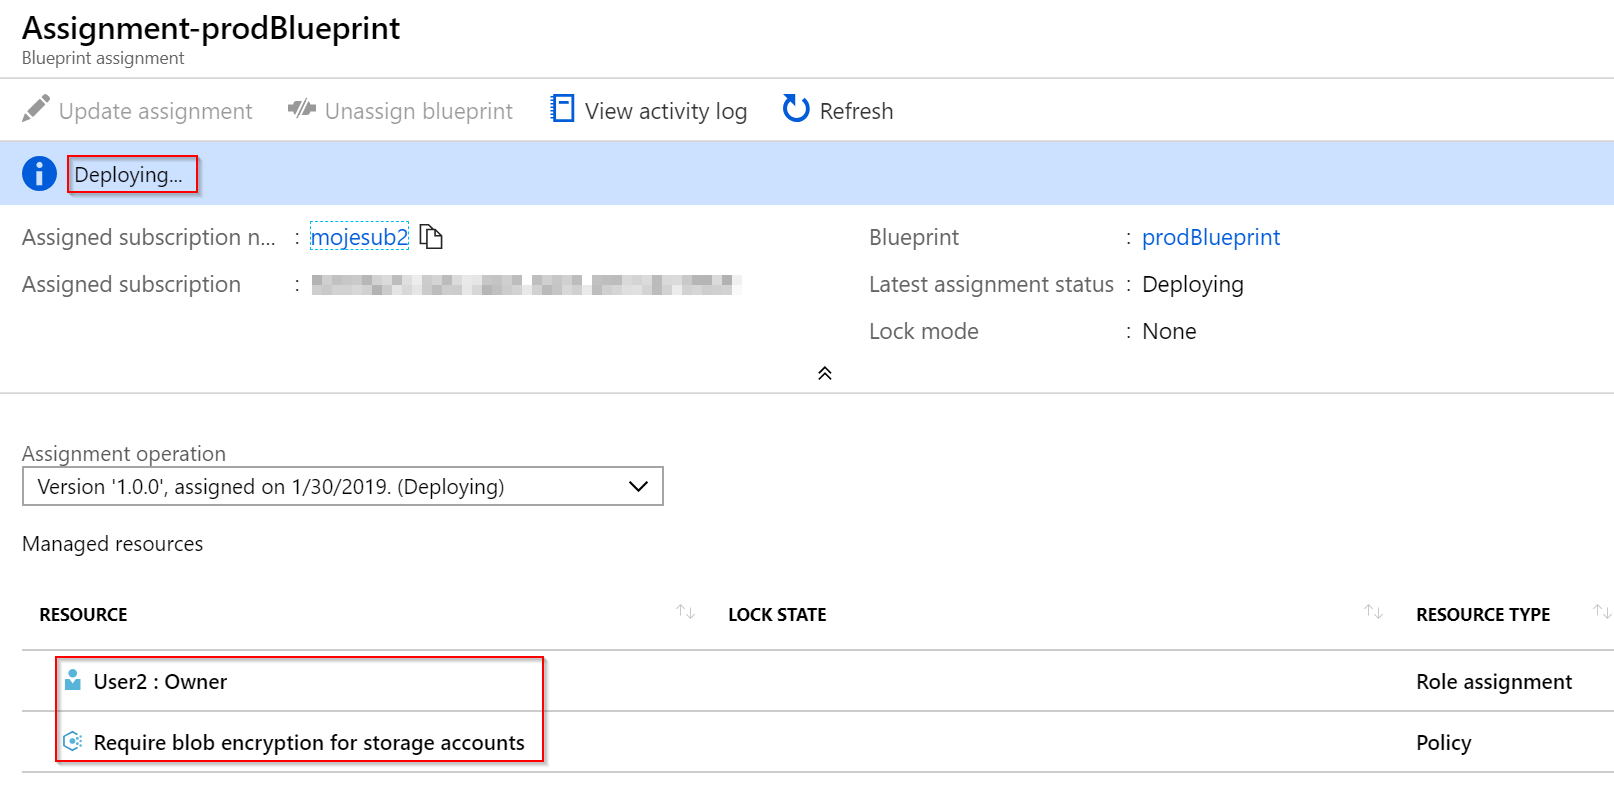 Assignment-prodBlueprint
Blueprint assignment
Update assignment Unassign blueprint View activity log Refresh
Deploying...
Assigned subscription n... : mojesub2 Blueprint : prodBlueprint
Assigned subscription : Latest assignment status : Deploying
Lock mode : None
Assignment operation
Version '1.0.0', assigned on 1/30/2019. (Deploying)
Managed resources
RESOURCE LOCK STATE RESOURCE TYPE
User2 : Owner Role assignment
Require blob encryption for storage accounts Policy